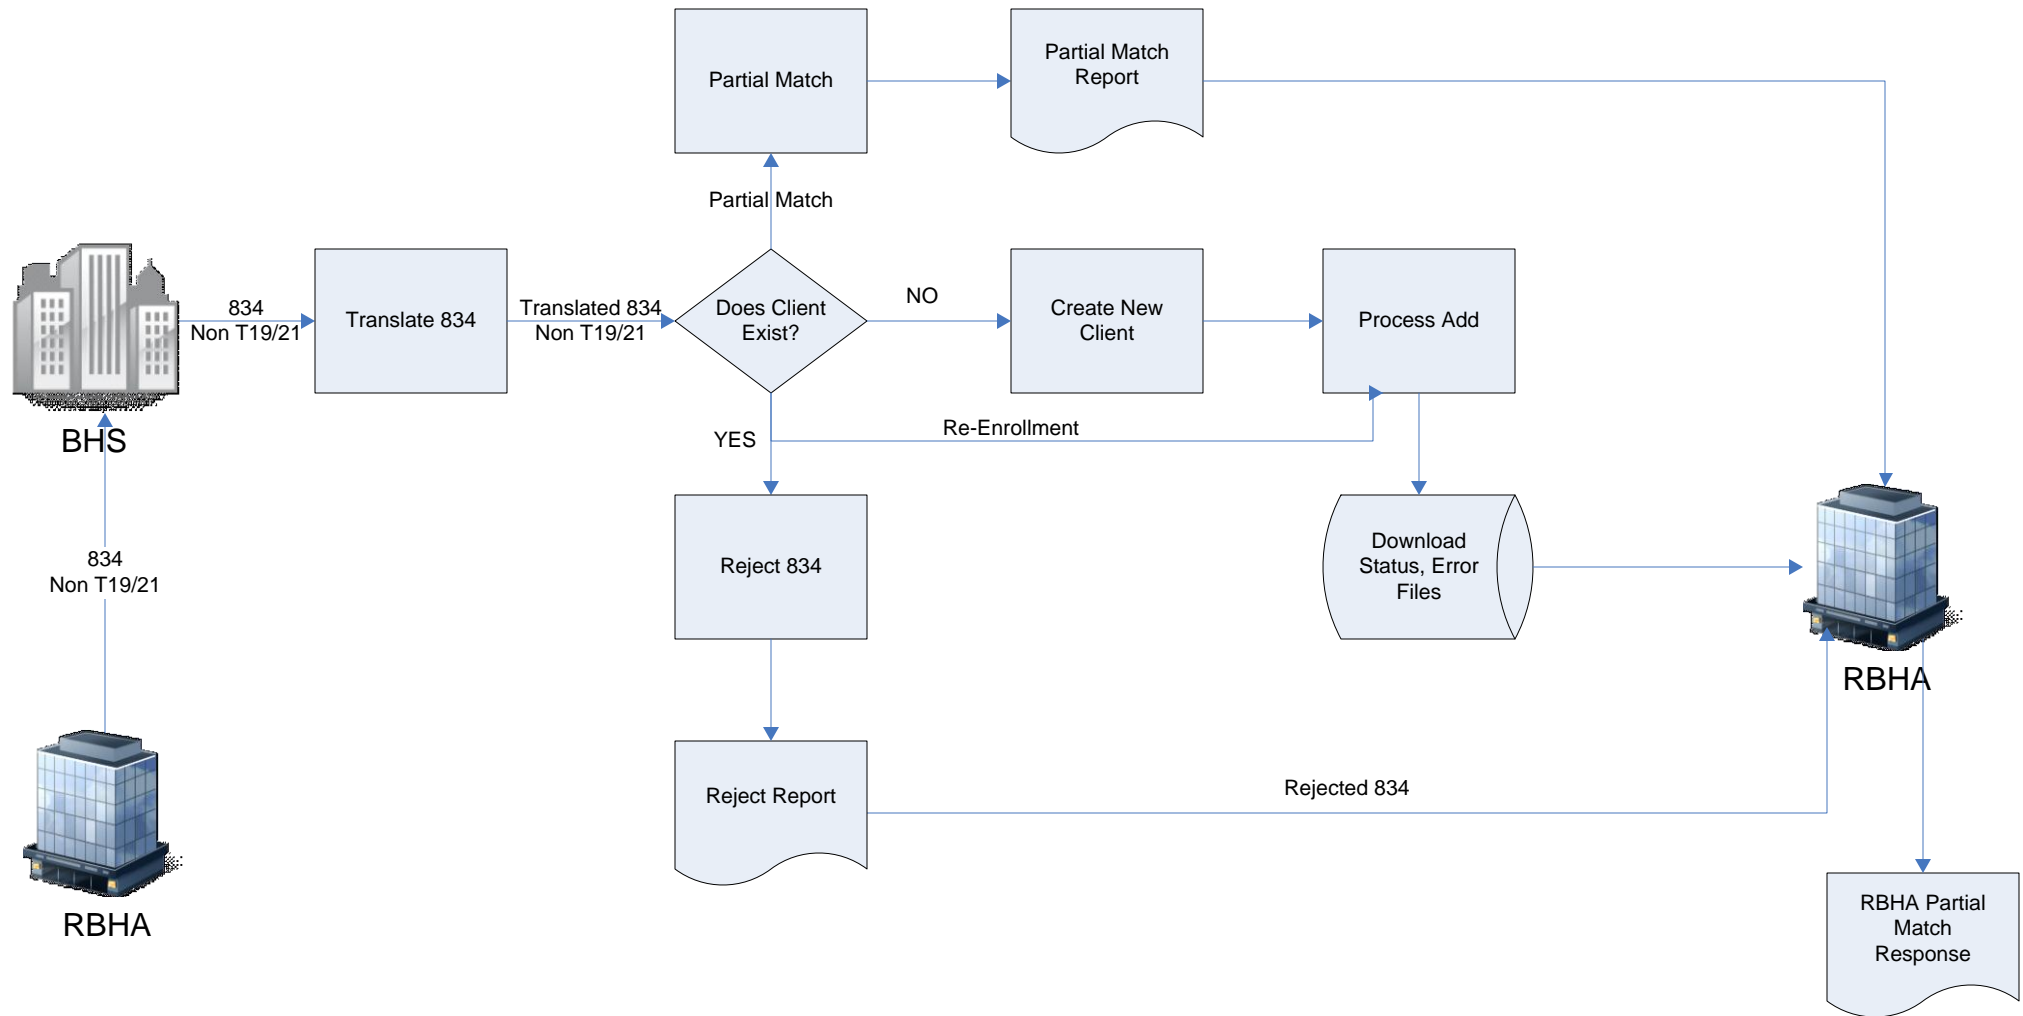 Partial Match
Partial Match
Report
Partial Match
834
Non T19/21
Translate 834
Translated 834
Non T19/21
Does Client
Exist?
NO
Create New
Client
Process Add
BHS
YES
Re-Enrollment
834
Non T19/21
Reject 834
Download
Status, Error
Files
RBHA
Reject Report
Rejected 834
RBHA
RBHA Partial
Match
Response